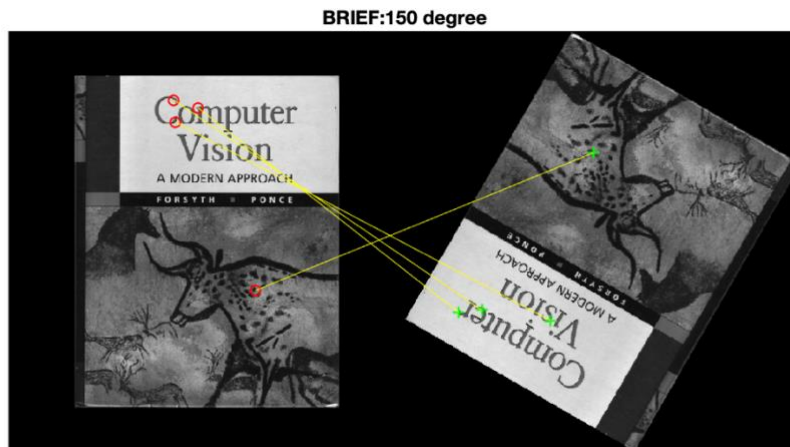 BRIEF:150 degree
Computer
Vision
A MODERN APPROACH
FORSYTH PONCE
FORSYTH PONCE
A MODERN APPROACH
Vision
Computer